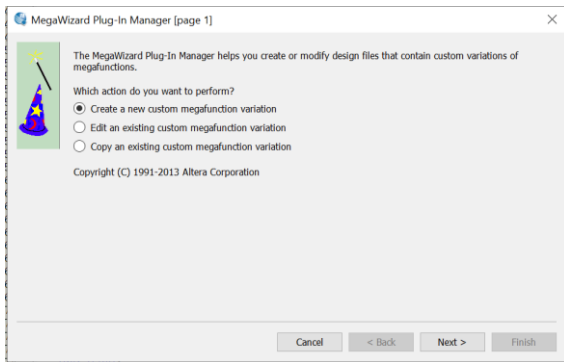 MegaWizard Plug-In Manager [page 1]
The MegaWizard Plug-In Manager helps you create or modify design files that contain custom variations of
megafunctions.
Which action do you want to perform?
Create a new custom megafunction variation
Edit an existing custom megafunction variation
Copy an existing custom megafunction variation
Copyright (C) 1991-2013 Altera Corporation
Cancel
< Back
Next >
Finish